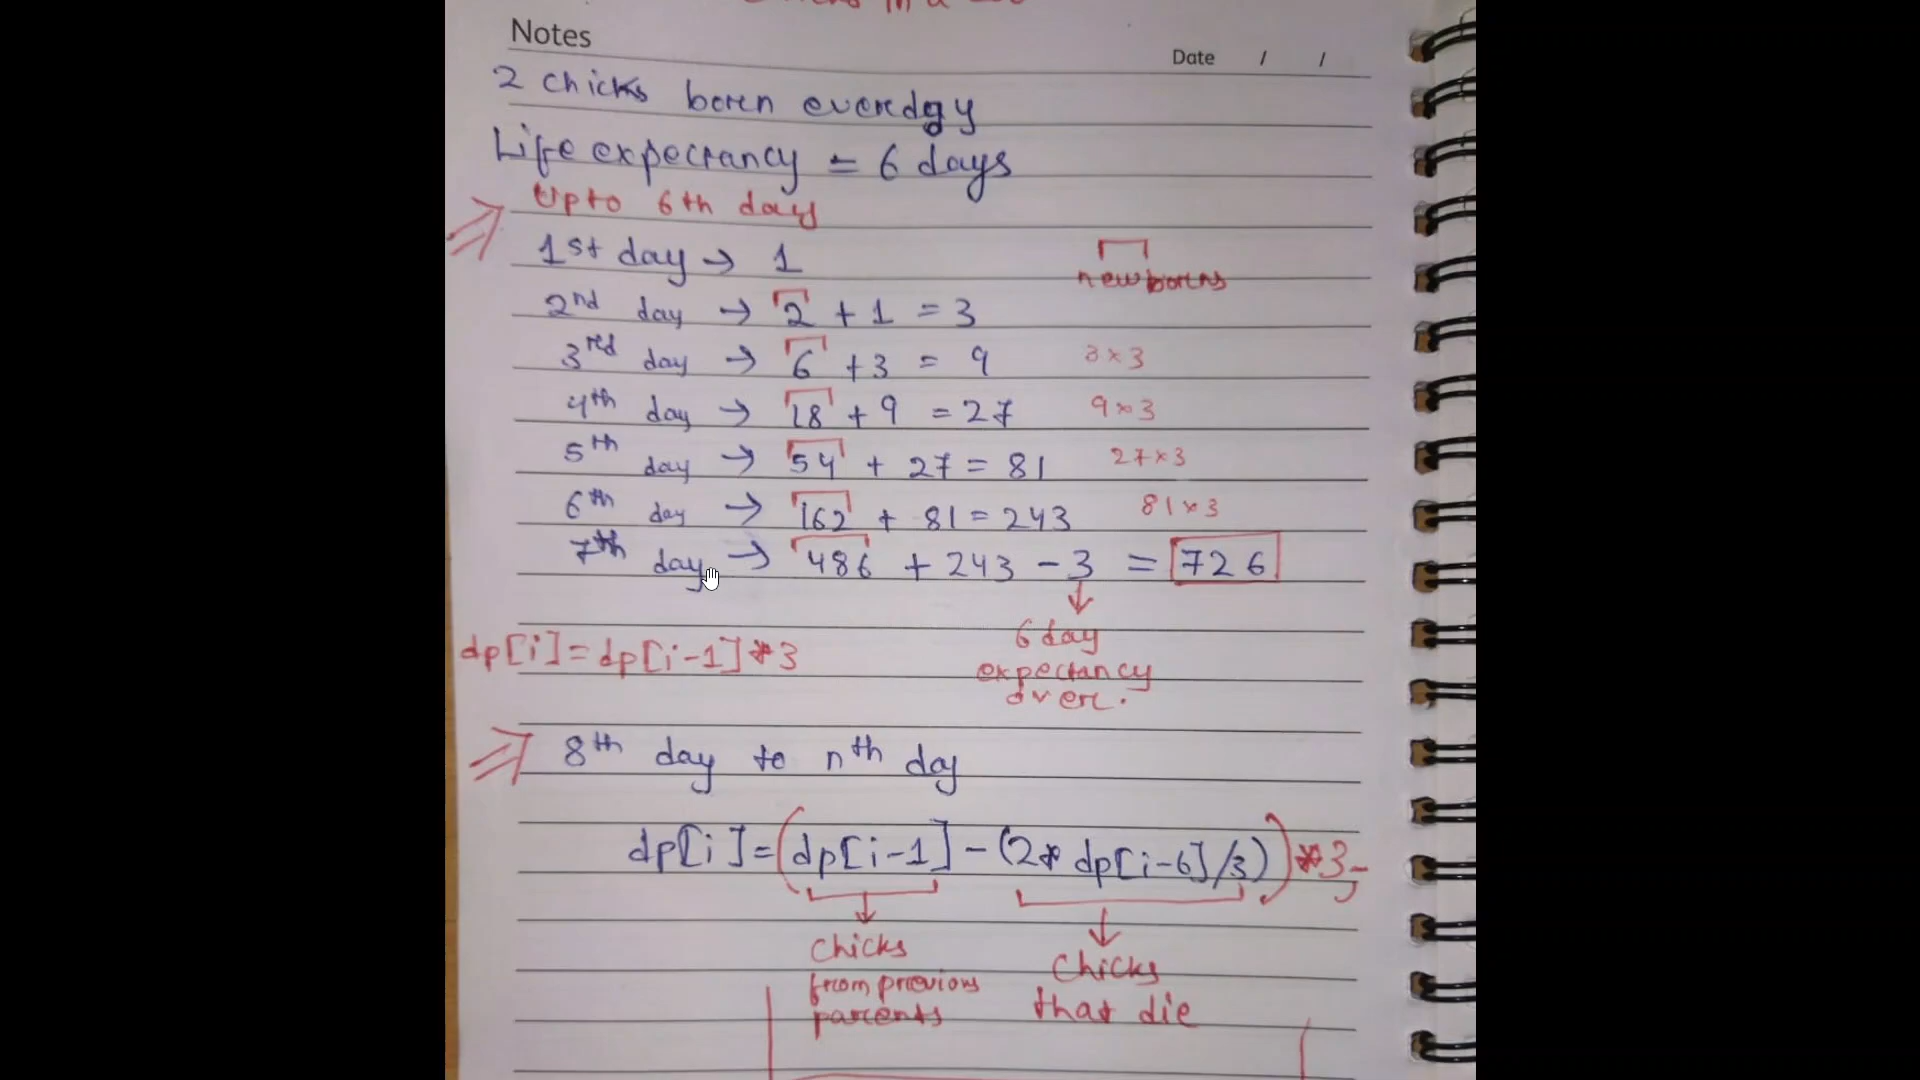 Notes
Date / /
2 chicks born everday
Life expectancy = 6 days
Upto 6th days
1st day → 1
newborns
2nd day → 2 + 1 = 3
3rd day → 6 + 3 = 9 3×3
4th day → 18 + 9 = 27 9×3
5th day → 54 + 27 = 81 27×3
6th day → 162 + 81 = 243 81×3
7th day → 486 + 243 - 3 = 726
6 day
expectancy
over.
dp[i] = dp[i-1] * 3
8th day to nth day
dp[i] = (dp[i-1] - (2* dp[i-6]/3)) *3
Chicks
from previous
parents
Chicks
that die